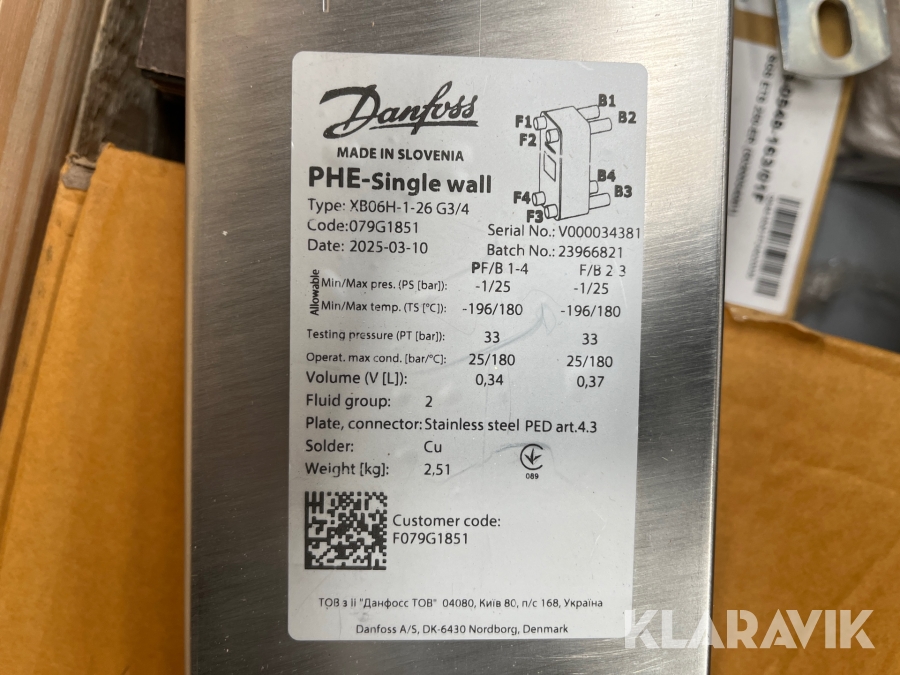 Danfoss
MADE IN SLOVENIA
PHE-Single wall
Type: XB06H-1-26 G3/4
Code:079G1851
Date: 2025-03-10
F1
F2
F4
F3
B1
B2
B4
B3
Serial No.: V000034381
Batch No.: 23966821
PF/B 1-4 F/B 2 3
Allowable
Min/Max pres. (PS [bar]): -1/25 -1/25
Min/Max temp. (TS [°C]): -196/180 -196/180
Testing pressure (PT [bar]): 33 33
Operat. max cond. [bar/°C]: 25/180 25/180
Volume (V [L]): 0,34 0,37
Fluid group: 2
Plate, connector: Stainless steel PED art.4.3
Solder: Cu
Weight [kg]: 2,51
089
Customer code:
F079G1851
ТОВ з іі "Данфосс ТОВ" 04080, Київ 80, п/с 168, Україна
Danfoss A/S, DK-6430 Nordborg, Denmark
KLARAVIK